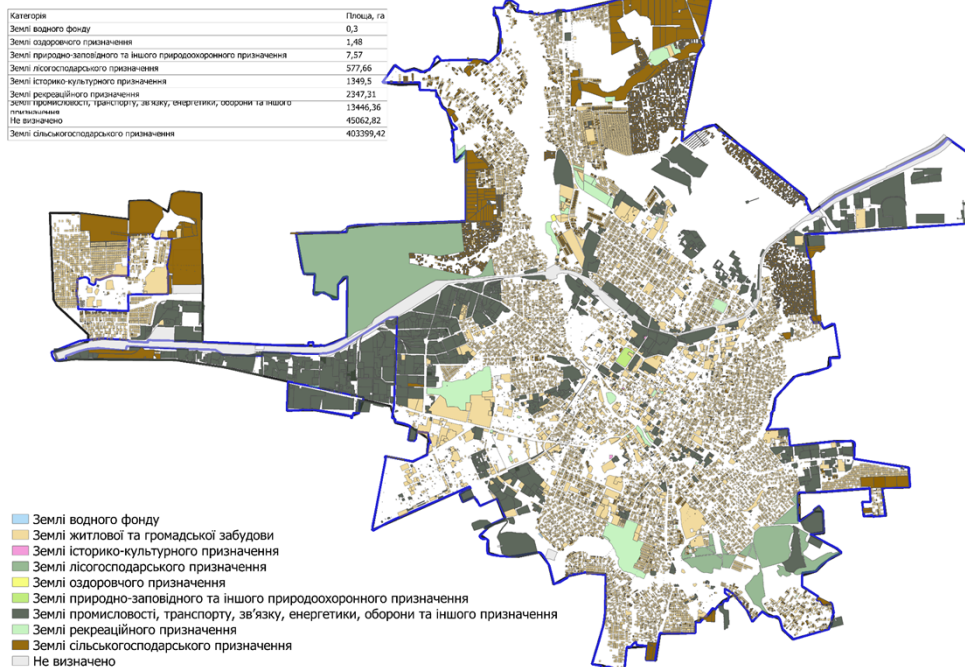 Категорія Площа, га
Землі водного фонду 0,3
Землі оздоровчого призначення 1,48
Землі природно-заповідного та іншого природоохоронного призначення 7,57
Землі лісогосподарського призначення 577,66
Землі історико-культурного призначення 1349,5
Землі рекреаційного призначення 2347,31
Землі промисловості, транспорту, зв'язку, енергетики, оборони та іншого
призначення 13446,36
Не визначено 45062,82
Землі сільськогосподарського призначення 403399,42
Землі водного фонду
Землі житлової та громадської забудови
Землі історико-культурного призначення
Землі лісогосподарського призначення
Землі оздоровчого призначення
Землі природно-заповідного та іншого природоохоронного призначення
Землі промисловості, транспорту, зв'язку, енергетики, оборони та іншого призначення
Землі рекреаційного призначення
Землі сільськогосподарського призначення
Не визначено